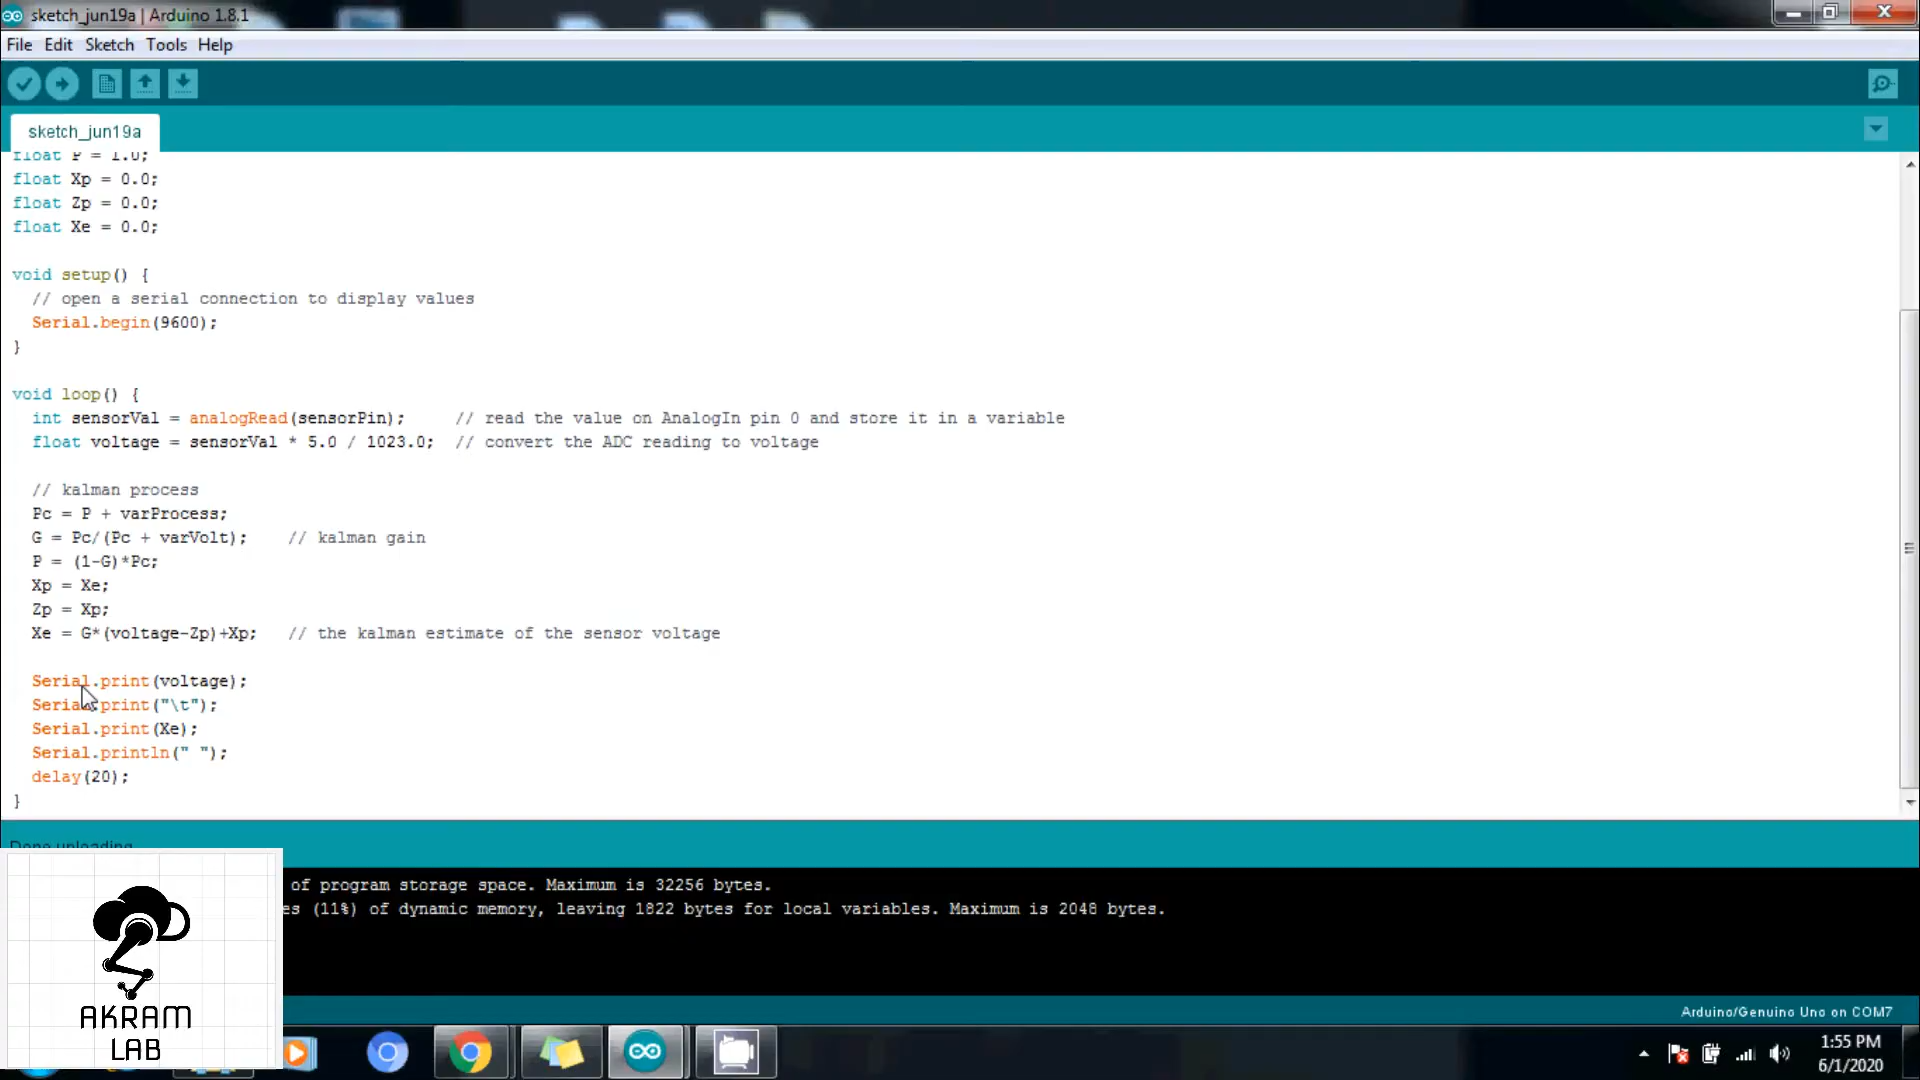 sketch_jun19a | Arduino 1.8.1
File Edit Sketch Tools Help
sketch_jun19a
float P = 1.0;
float Xp = 0.0;
float Zp = 0.0;
float Xe = 0.0;
void setup() {
// open a serial connection to display values
Serial.begin(9600);
}
void loop() {
int sensorVal = analogRead(sensorPin); // read the value on AnalogIn pin 0 and store it in a variable
float voltage = sensorVal * 5.0 / 1023.0; // convert the ADC reading to voltage
// kalman process
Pc = P + varProcess;
G = Pc/(Pc + varVolt); // kalman gain
P = (1-G)*Pc;
Xp = Xe;
Zp = Xp;
Xe = G*(voltage-Zp)+Xp; // the kalman estimate of the sensor voltage
Serial.print(voltage);
Serial.print("\t");
Serial.print(Xe);
Serial.println(" ");
delay(20);
}
Done uploading
of program storage space. Maximum is 32256 bytes.
es (11%) of dynamic memory, leaving 1822 bytes for local variables. Maximum is 2048 bytes.
AKRAM
LAB
Arduino/Genuino Uno on COM7
1:55 PM
6/1/2020